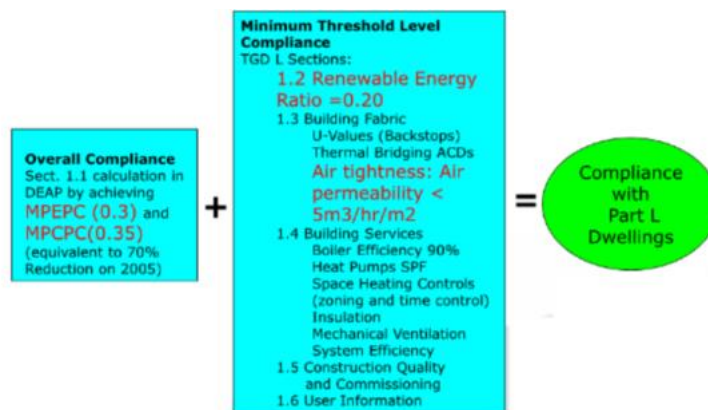 Overall Compliance
Sect. 1.1 calculation in
DEAP by achieving
MPEPC (0.3) and
MPCPC(0.35)
(equivalent to 70%
Reduction on 2005)
+
Minimum Threshold Level
Compliance
TGD L Sections:
1.2 Renewable Energy
Ratio =0.20
1.3 Building Fabric
U-Values (Backstops)
Thermal Bridging ACDs
Air tightness: Air
permeability <
5m3/hr/m2
1.4 Building Services
Boiler Efficiency 90%
Heat Pumps SPF
Space Heating Controls
(zoning and time control)
Insulation
Mechanical Ventilation
System Efficiency
1.5 Construction Quality
and Commissioning
1.6 User Information
=
Compliance
with
Part L
Dwellings